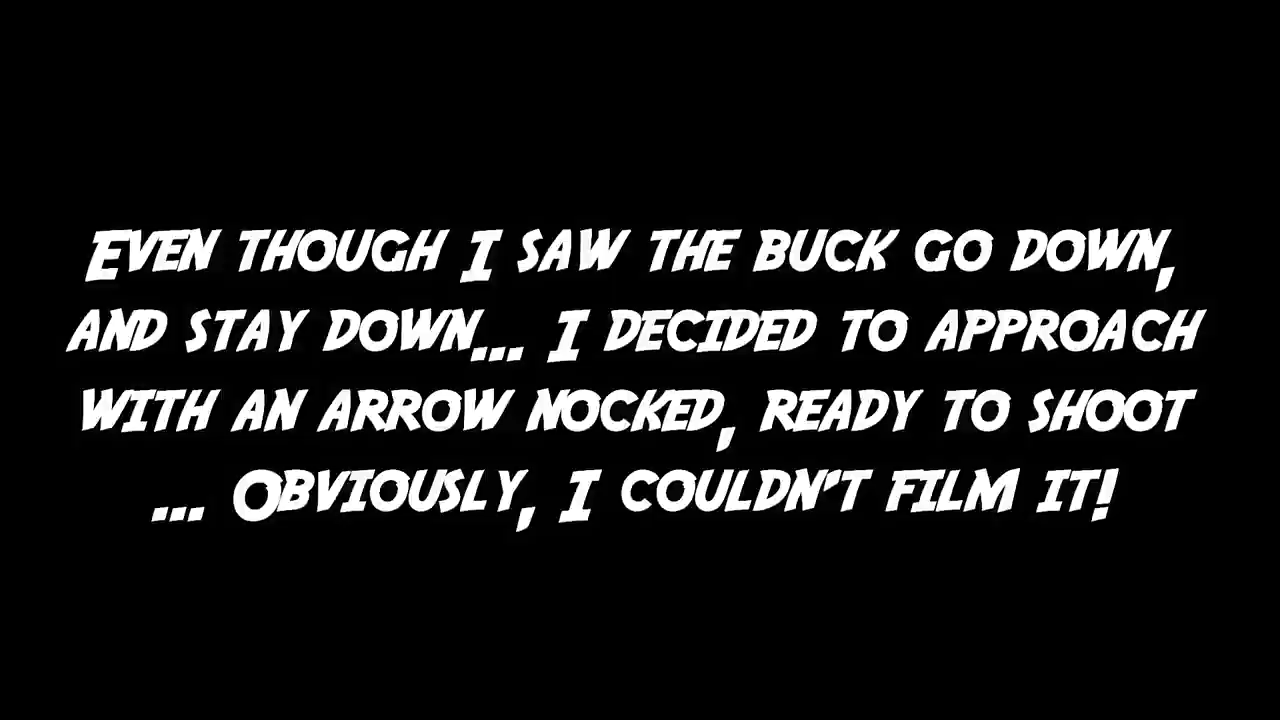 Even though I saw the buck go down,
and stay down... I decided to approach
with an arrow nocked, ready to shoot
... Obviously, I couldn't film it!